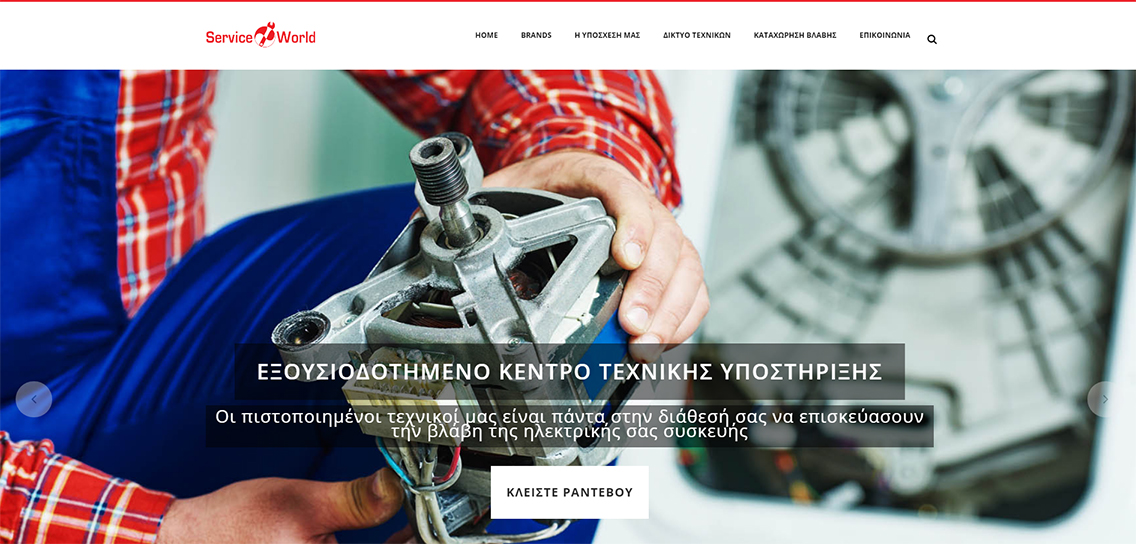 Service World
HOME BRANDS Η ΥΠΟΣΧΕΣΗ ΜΑΣ ΔΙΚΤΥΟ ΤΕΧΝΙΚΩΝ ΚΑΤΑΧΩΡΗΣΗ ΒΛΑΒΗΣ ΕΠΙΚΟΙΝΩΝΙΑ
ΕΞΟΥΣΙΟΔΟΤΗΜΕΝΟ ΚΕΝΤΡΟ ΤΕΧΝΙΚΗΣ ΥΠΟΣΤΗΡΙΞΗΣ
Οι πιστοποιημένοι τεχνικοί μας είναι πάντα στην διάθεσή σας να επισκεύασουν
την βλάβη της ηλεκτρικής σας συσκευής
ΚΛΕΙΣΤΕ ΡΑΝΤΕΒΟΥ